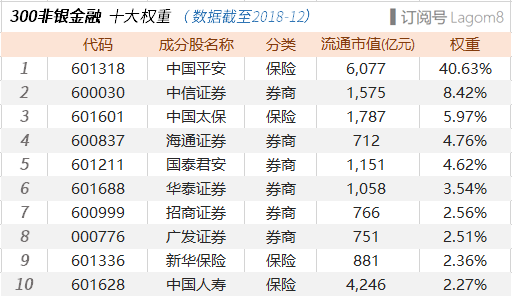 300非银金融 十大权重 (数据截至2018-12) 订阅号 Lagom8
代码 成分股名称 分类 流通市值(亿元) 权重
1 601318 中国平安 保险 6,077 40.63%
2 600030 中信证券 券商 1,575 8.42%
3 601601 中国太保 保险 1,787 5.97%
4 600837 海通证券 券商 712 4.76%
5 601211 国泰君安 券商 1,151 4.62%
6 601688 华泰证券 券商 1,058 3.54%
7 600999 招商证券 券商 766 2.56%
8 000776 广发证券 券商 751 2.51%
9 601336 新华保险 保险 881 2.36%
10 601628 中国人寿 保险 4,246 2.27%